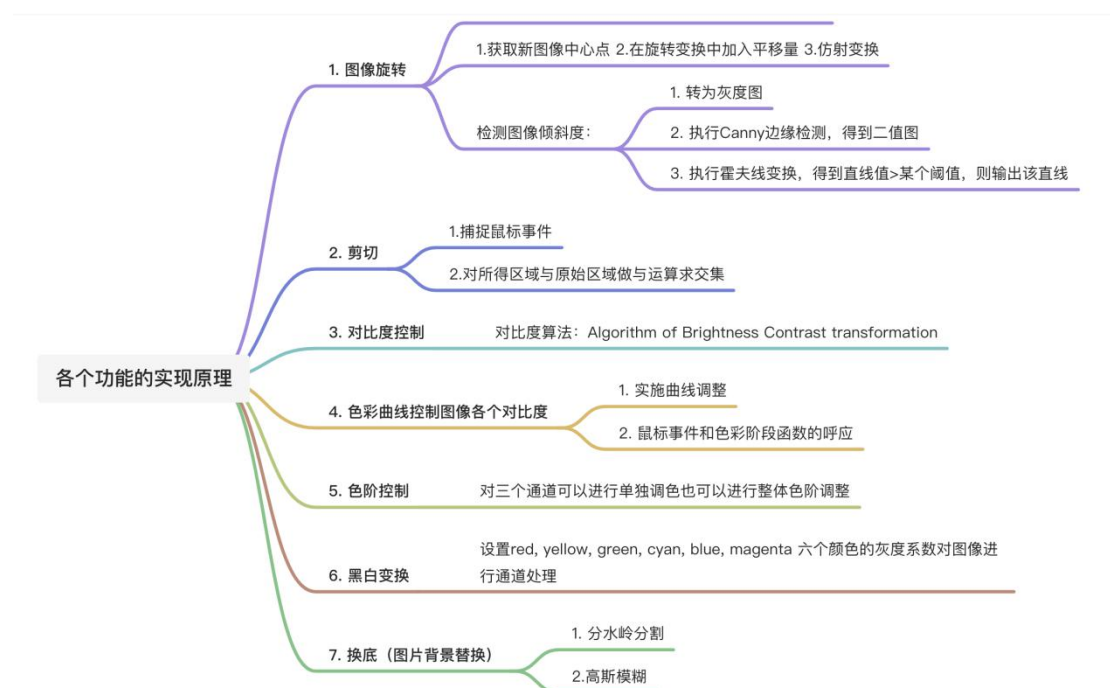 各个功能的实现原理
1. 图像旋转
1.获取新图像中心点 2.在旋转变换中加入平移量 3.仿射变换
检测图像倾斜度：
1. 转为灰度图
2. 执行Canny边缘检测，得到二值图
3. 执行霍夫线变换，得到直线值>某个阈值，则输出该直线
2. 剪切
1.捕捉鼠标事件
2.对所得区域与原始区域做与运算求交集
3. 对比度控制
对比度算法：Algorithm of Brightness Contrast transformation
4. 色彩曲线控制图像各个对比度
1. 实施曲线调整
2. 鼠标事件和色彩阶段函数的呼应
5. 色阶控制
对三个通道可以进行单独调色也可以进行整体色阶调整
6. 黑白变换
设置red, yellow, green, cyan, blue, magenta 六个颜色的灰度系数对图像进
行通道处理
7. 换底（图片背景替换）
1. 分水岭分割
2.高斯模糊